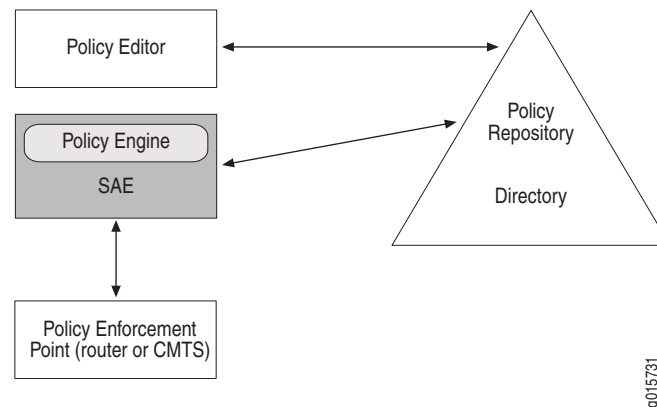 Policy Editor
Policy Engine
SAE
Policy Enforcement
Point (router or CMTS)
Policy
Repository
Directory
g015731